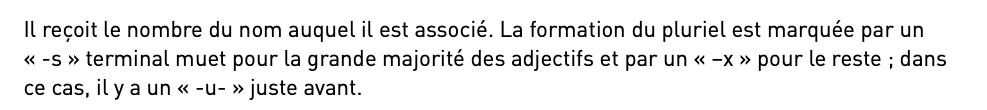 Il reçoit le nombre du nom auquel il est associé. La formation du pluriel est marquée par un
« -s » terminal muet pour la grande majorité des adjectifs et par un « –x » pour le reste ; dans
ce cas, il y a un « -u- » juste avant.